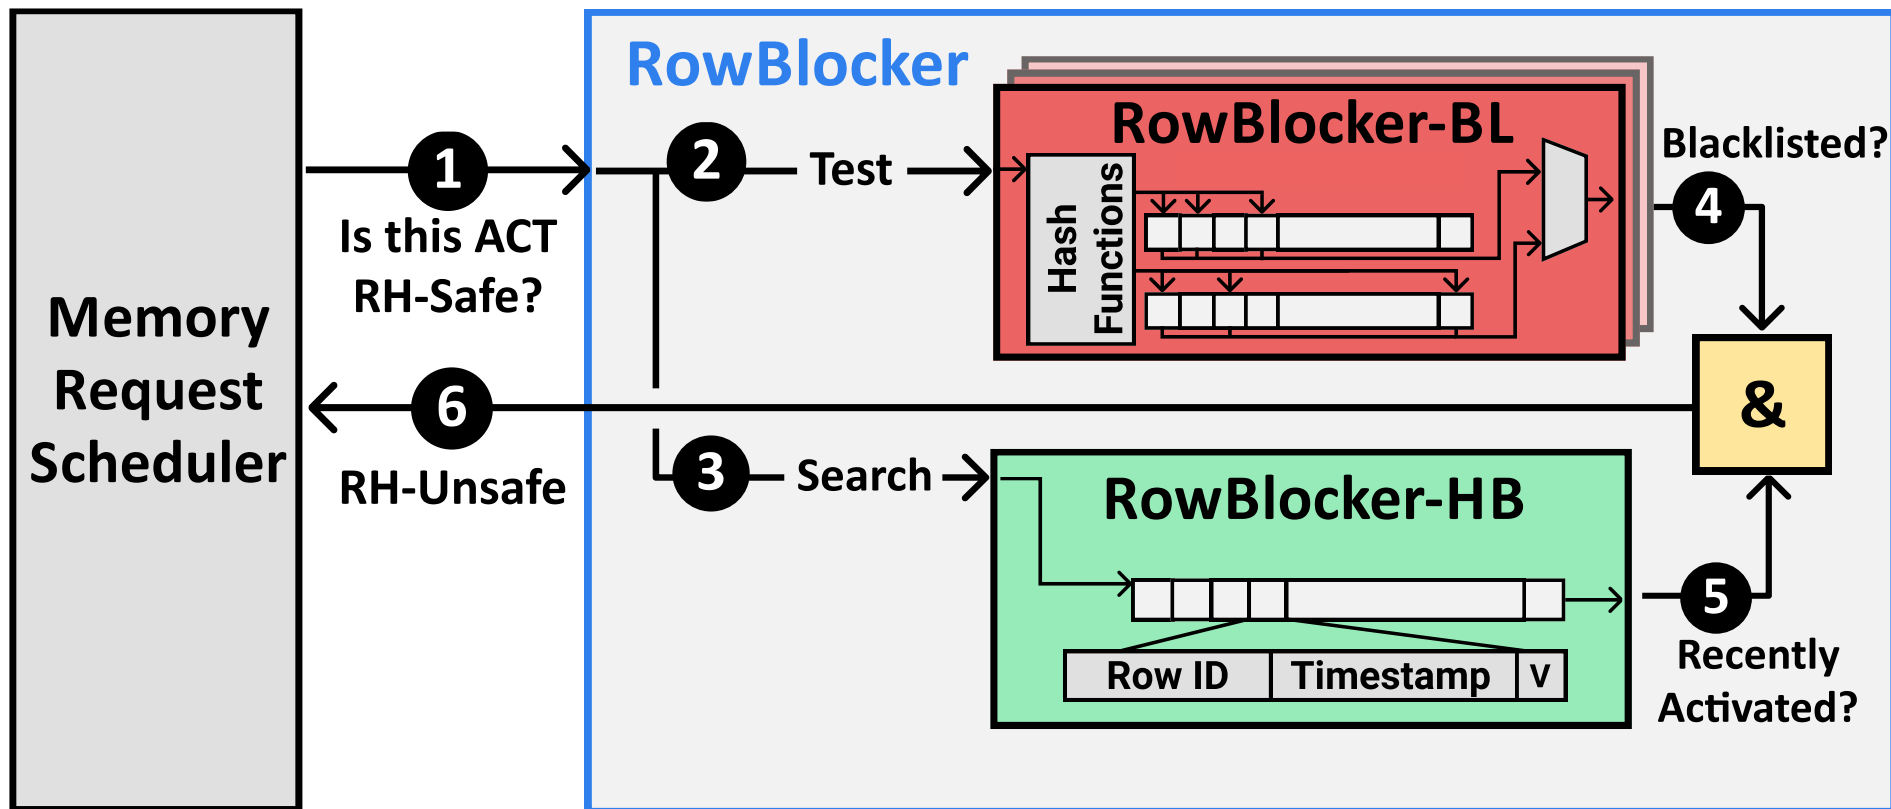 Memory
Request
Scheduler
1
Is this ACT
RH-Safe?
6
RH-Unsafe
RowBlocker
2
Test
RowBlocker-BL
Hash
Functions
Blacklisted?
4
&
3
Search
RowBlocker-HB
Row ID
Timestamp
V
5
Recently
Activated?